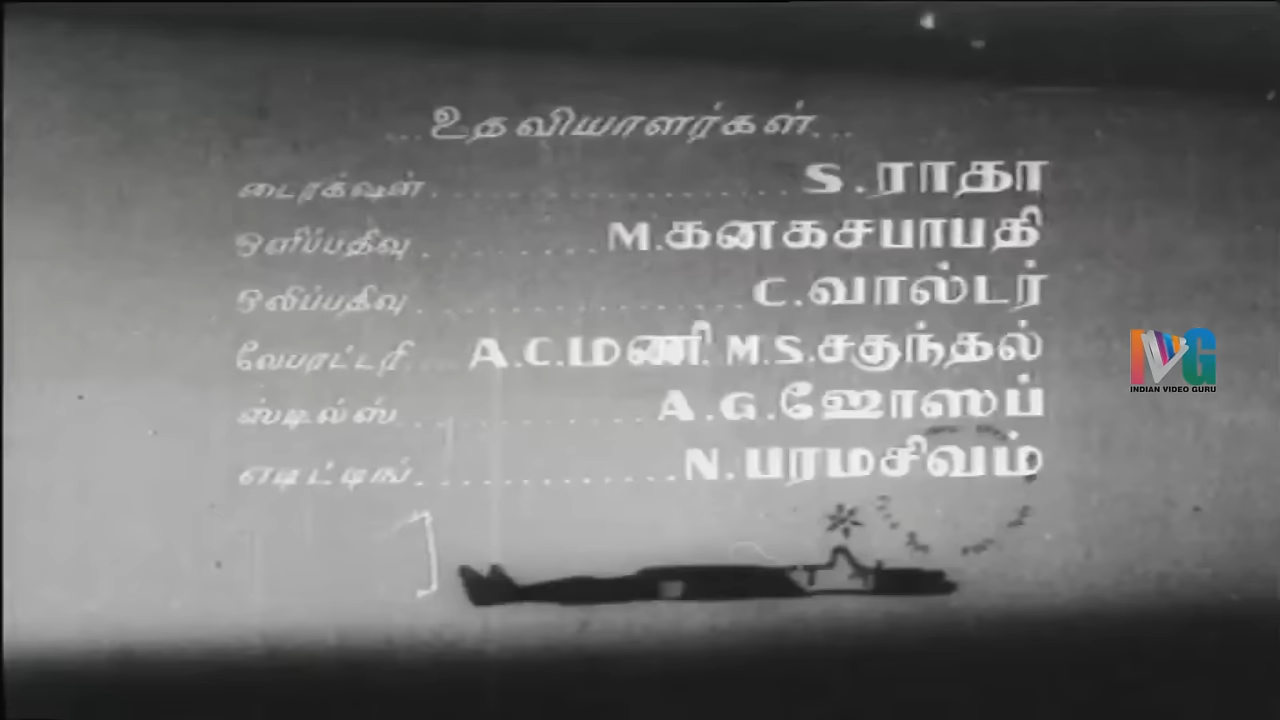 ...உதவியாளர்கள்...
டைரக்ஷன்..................S.ராதா
ஒளிப்பதிவு..........M.கனகசபாபதி
ஒலிப்பதிவு.................C.வால்டர்
லேபரட்டரி....A.C.மணி. M.S.சகுந்தல்
ஸ்டில்ஸ்................A.G.ஜோஸப்
எடிட்டிங்..............N.பரமசிவம்
INDIAN VIDEO GURU